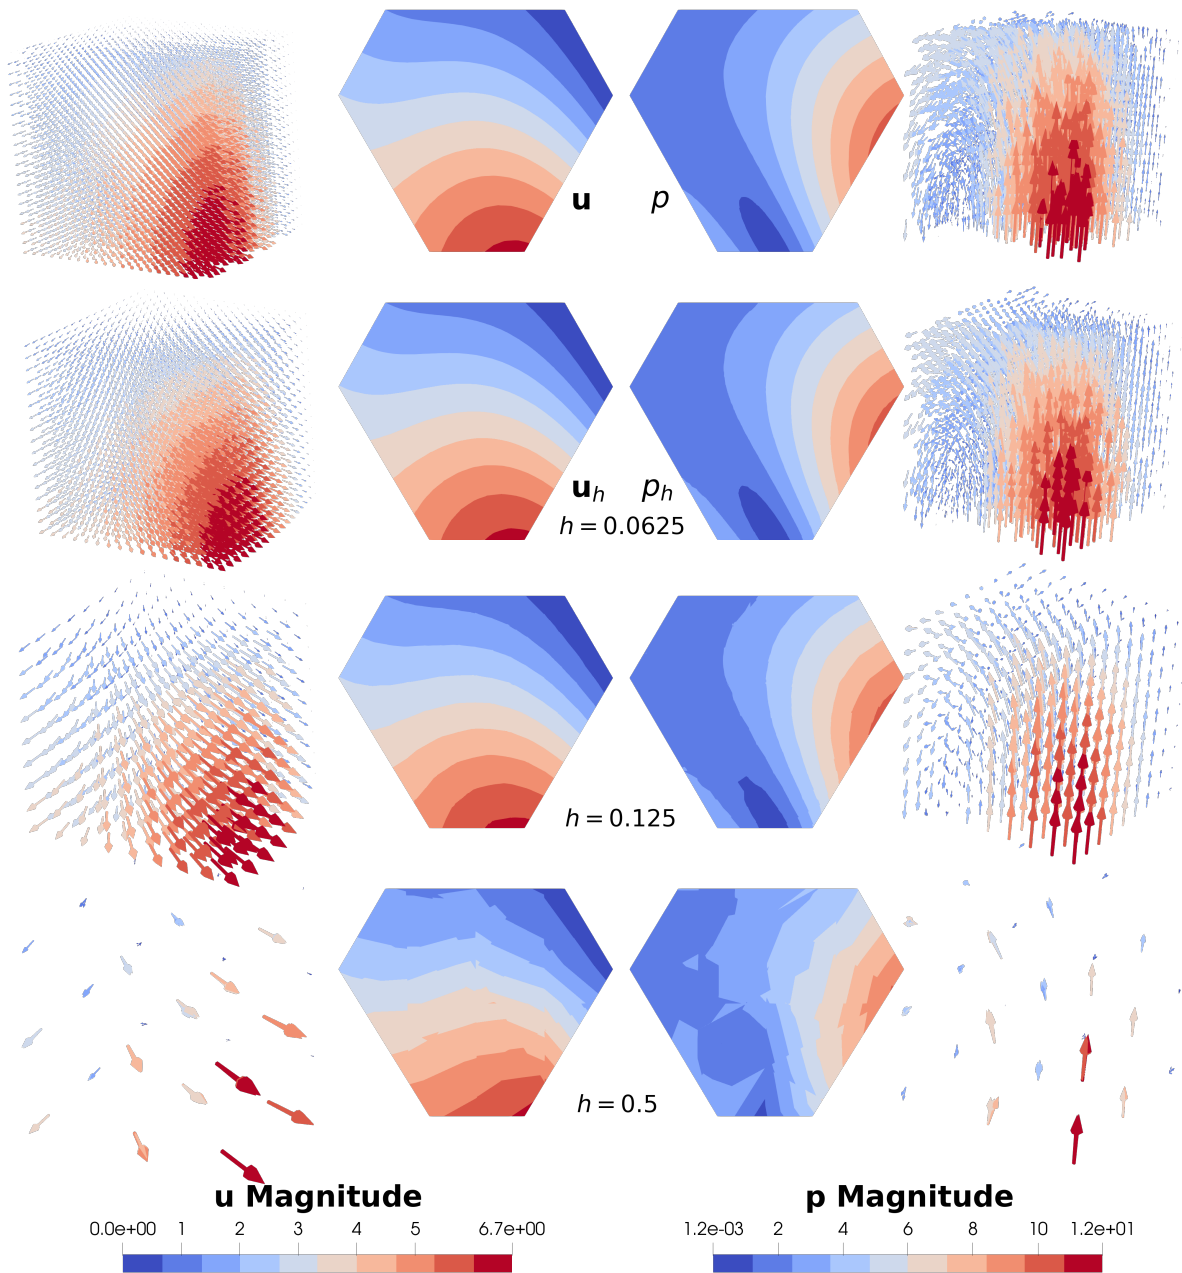 u p
u_h p_h
h = 0.0625
h = 0.125
h = 0.5
u Magnitude
0.0e+00 1 2 3 4 5 6.7e+00
p Magnitude
1.2e-03 2 4 6 8 10 1.2e+01